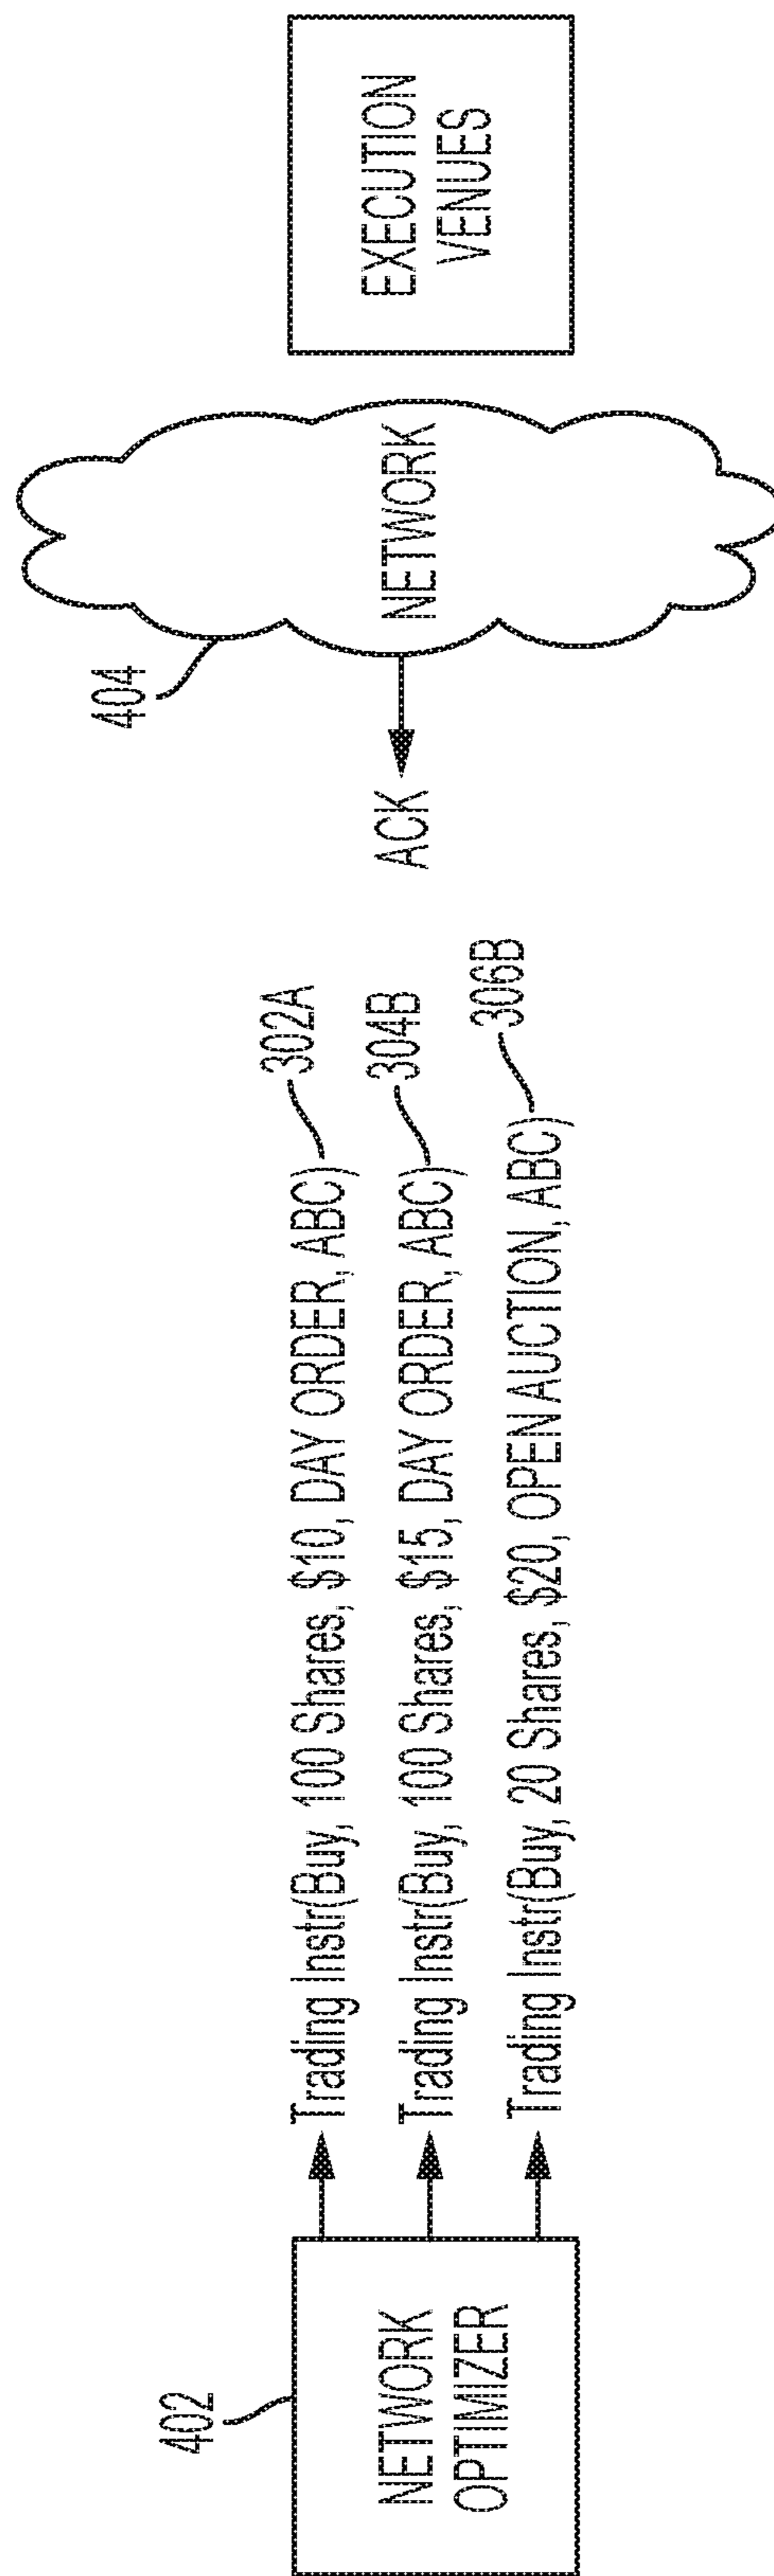 402
NETWORK
OPTIMIZER
Trading Instr(Buy, 100 Shares, $10, DAY ORDER, ABC)
302A
Trading Instr(Buy, 100 Shares, $15, DAY ORDER, ABC)
304B
Trading Instr(Buy, 20 Shares, $20, OPEN AUCTION, ABC)
306B
ACK
404
NETWORK
EXECUTION
VENUES